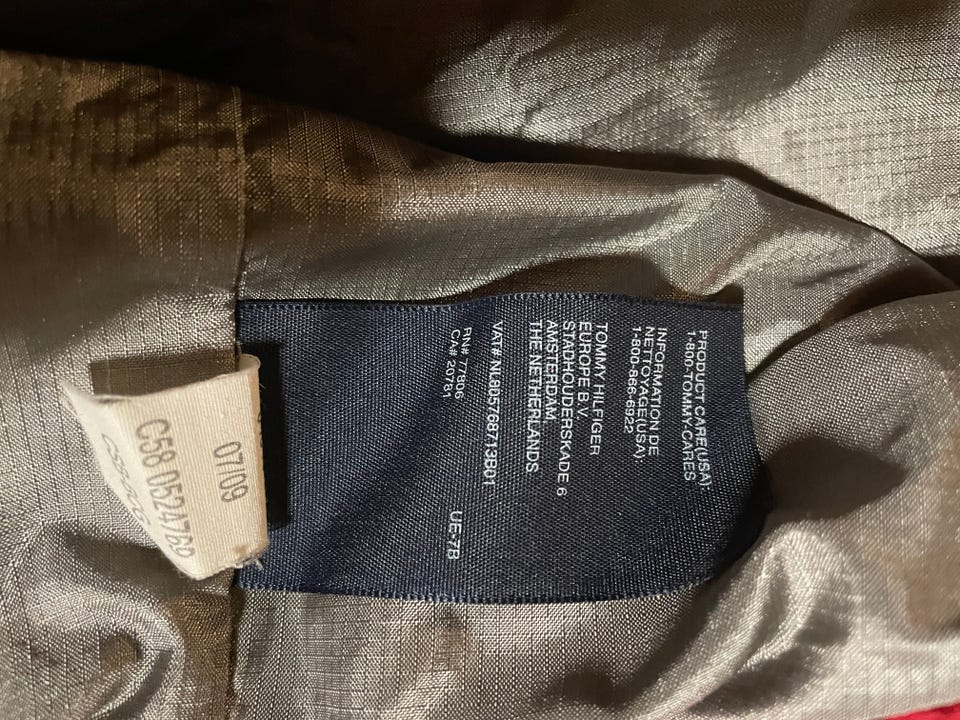 PRODUCT CARE(USA):
1-800-TOMMY-CARES
INFORMATION DE
NETTOYAGE(USA):
1-800-866-6922
TOMMY HILFIGER
EUROPE B.V.
STADHOUDERSKADE 6
AMSTERDAM,
THE NETHERLANDS
VAT# NL805768713B01
RN# 77806
CA# 20781
UE-7B
07/09
C58 0524769